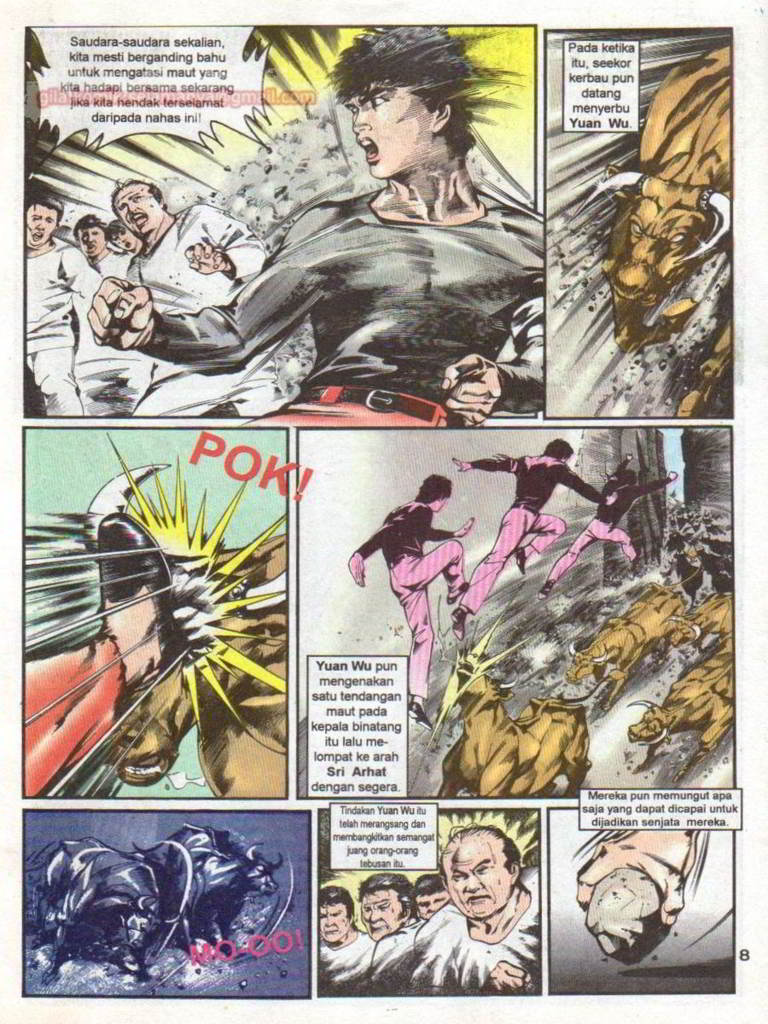 Saudara-saudara sekalian,
kita mesti berganding bahu
untuk mengatasi maut yang
kita hadapi bersama sekarang
jika kita hendak terselamat
daripada nahas ini!
Pada ketika
itu, seekor
kerbau pun
datang
menyerbu
Yuan Wu.
POK!
Yuan Wu pun
mengenakan
satu tendangan
maut pada
kepala binatang
itu lalu me-
lompat ke arah
Sri Arhat
dengan segera.
MO-OO!
Tindakan Yuan Wu itu
telah merangsang dan
membangkitkan semangat
juang orang-orang
tebusan itu.
Mereka pun memungut apa
saja yang dapat dicapai untuk
dijadikan senjata mereka.
8